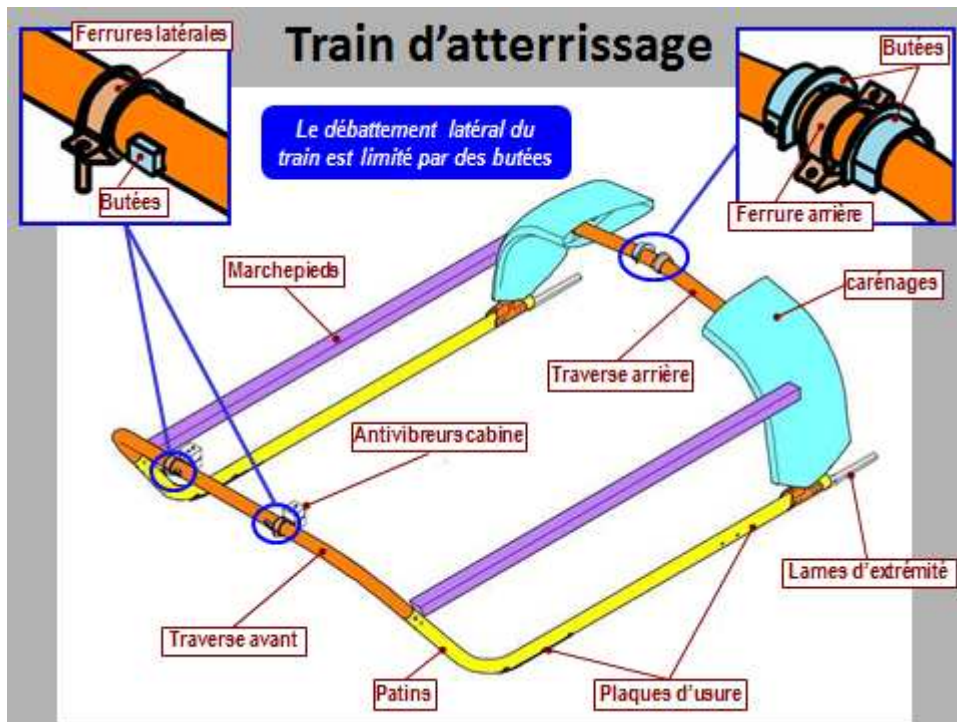 Train d'atterrissage
Ferrures latérales
Butées
Le débattement latéral du
train est limité par des butées
Butées
Ferrure arrière
Marchepieds
carénages
Traverse arrière
Antivibreurs cabine
Lames d'extrémité
Traverse avant
Patins
Plaques d'usure